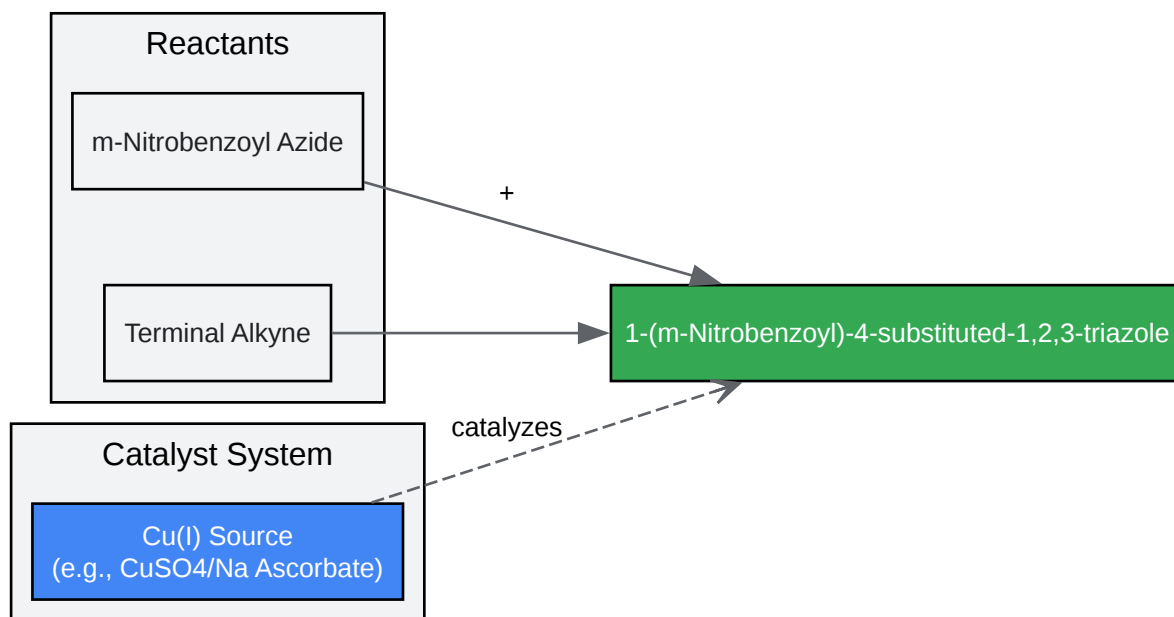 Reactants
m-Nitrobenzoyl Azide
+
Terminal Alkyne
1-(m-Nitrobenzoyl)-4-substituted-1,2,3-triazole
catalyzes
Catalyst System
Cu(I) Source
(e.g., CuSO4/Na Ascorbate)